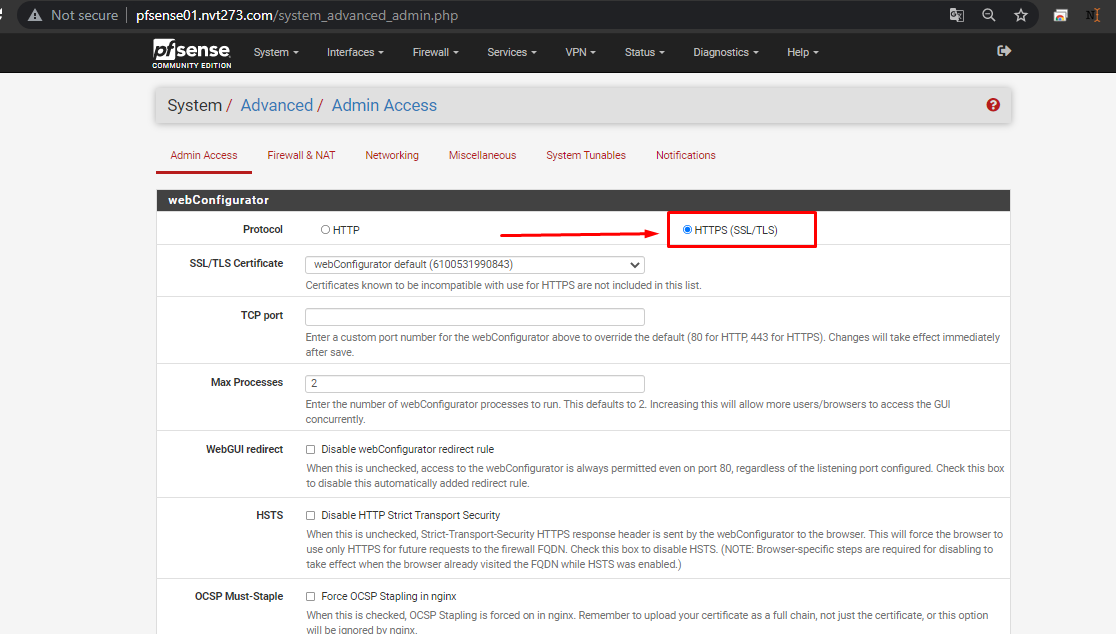 Not secure pfsense01.nvt273.com/system_advanced_admin.php
pfsense System Interfaces Firewall Services VPN Status Diagnostics Help
COMMUNITY EDITION
System / Advanced / Admin Access
Admin Access Firewall & NAT Networking Miscellaneous System Tunables Notifications
webConfigurator
Protocol HTTP HTTPS (SSL/TLS)
SSL/TLS Certificate webConfigurator default (6100531990843)
Certificates known to be incompatible with use for HTTPS are not included in this list.
TCP port
Enter a custom port number for the webConfigurator above to override the default (80 for HTTP, 443 for HTTPS). Changes will take effect immediately
after save.
Max Processes 2
Enter the number of webConfigurator processes to run. This defaults to 2. Increasing this will allow more users/browsers to access the GUI
concurrently.
WebGUI redirect Disable webConfigurator redirect rule
When this is unchecked, access to the webConfigurator is always permitted even on port 80, regardless of the listening port configured. Check this box
to disable this automatically added redirect rule.
HSTS Disable HTTP Strict Transport Security
When this is unchecked, Strict-Transport-Security HTTPS response header is sent by the webConfigurator to the browser. This will force the browser to
use only HTTPS for future requests to the firewall FQDN. Check this box to disable HSTS. (NOTE: Browser-specific steps are required for disabling to
take effect when the browser already visited the FQDN while HSTS was enabled.)
OCSP Must-Staple Force OCSP Stapling in nginx
When this is checked, OCSP Stapling is forced on in nginx. Remember to upload your certificate as a full chain, not just the certificate, or this option
will be ignored by nginx.